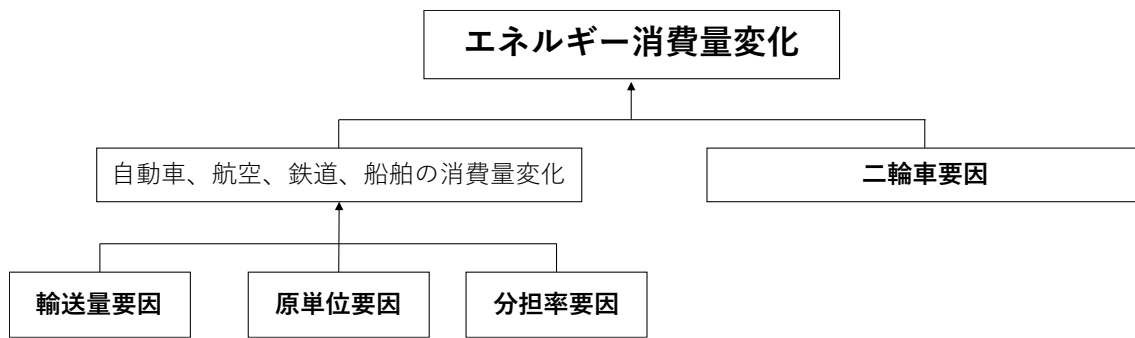 エネルギー消費量変化
自動車、航空、鉄道、船舶の消費量変化
二輪車要因
輸送量要因
原単位要因
分担率要因